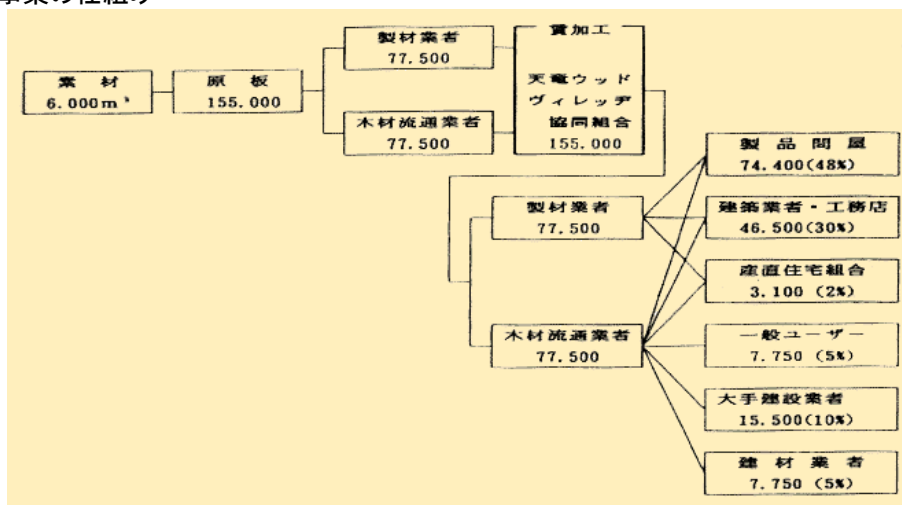 事業の仕組み
素 材
6.000m³
原 板
155.000
製材業者
77.500
木材流通業者
77.500
賃加工
天竜ウッド
ヴィレッヂ
協同組合
155.000
製材業者
77.500
木材流通業者
77.500
製 品 問 屋
74.400(48%)
建築業者・工務店
46.500(30%)
産直住宅組合
3.100 (2%)
一般ユーザー
7.750 (5%)
大手建設業者
15.500(10%)
建 材 業 者
7.750 (5%)